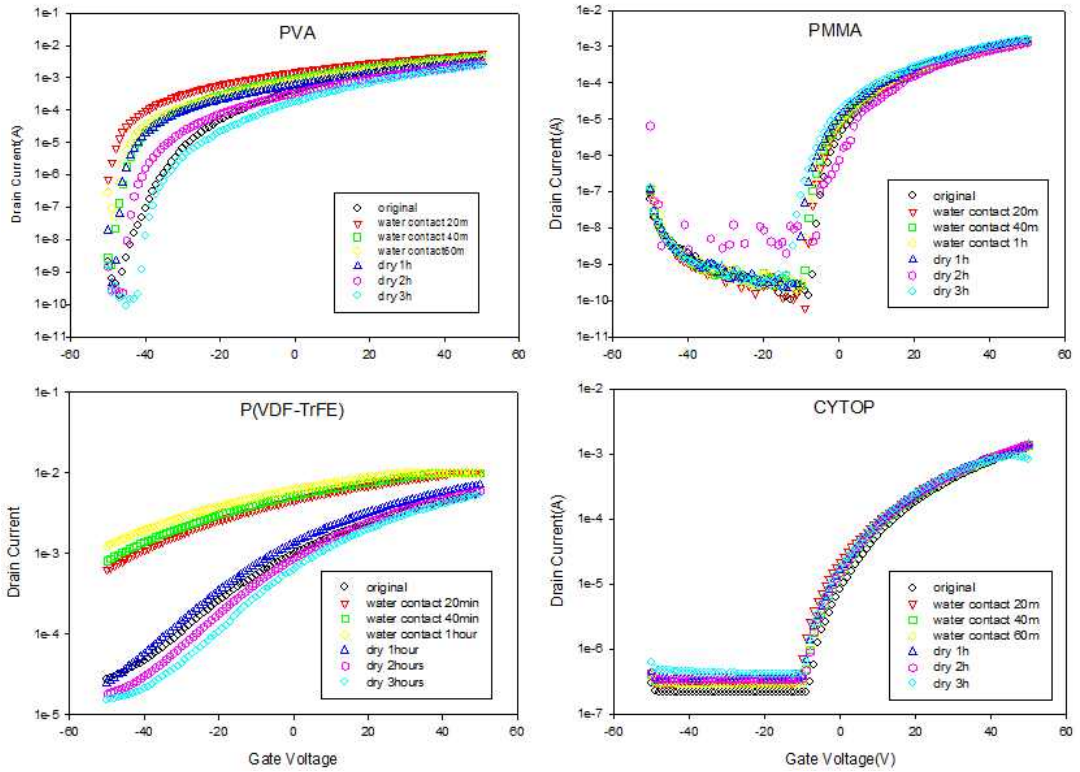 PVA
Drain Current(A)
1e-1
1e-2
1e-3
1e-4
1e-5
1e-6
1e-7
1e-8
1e-9
1e-10
1e-11
original
water contact 20m
water contact 40m
water contact60m
dry 1h
dry 2h
dry 3h
-60
-40
-20
0
20
40
60
PMMA
Drain Current(A)
1e-2
1e-3
1e-4
1e-5
1e-6
1e-7
1e-8
1e-9
1e-10
1e-11
original
water contact 20m
water contact 40m
water contact 1h
dry 1h
dry 2h
dry 3h
-60
-40
-20
0
20
40
60
P(VDF-TrFE)
Drain Current
1e-1
1e-2
1e-3
1e-4
1e-5
original
water contact 20min
water contact 40min
water contact 1hour
dry 1hour
dry 2hours
dry 3hours
-60
-40
-20
0
20
40
60
Gate Voltage
CYTOP
Drain Current(A)
1e-2
1e-3
1e-4
1e-5
1e-6
1e-7
original
water contact 20m
water contact 40m
water contact 60m
dry 1h
dry 2h
dry 3h
-60
-40
-20
0
20
40
60
Gate Voltage(V)